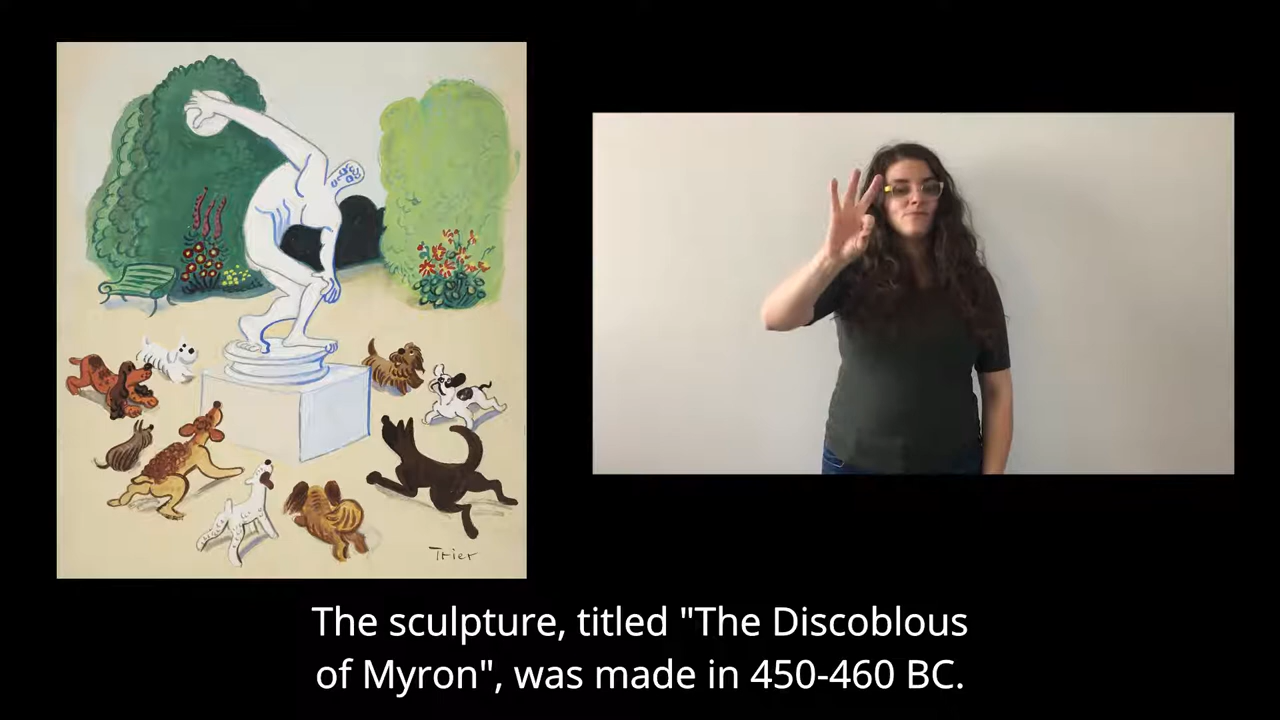 Trier
The sculpture, titled "The Discoblous
of Myron", was made in 450-460 BC.